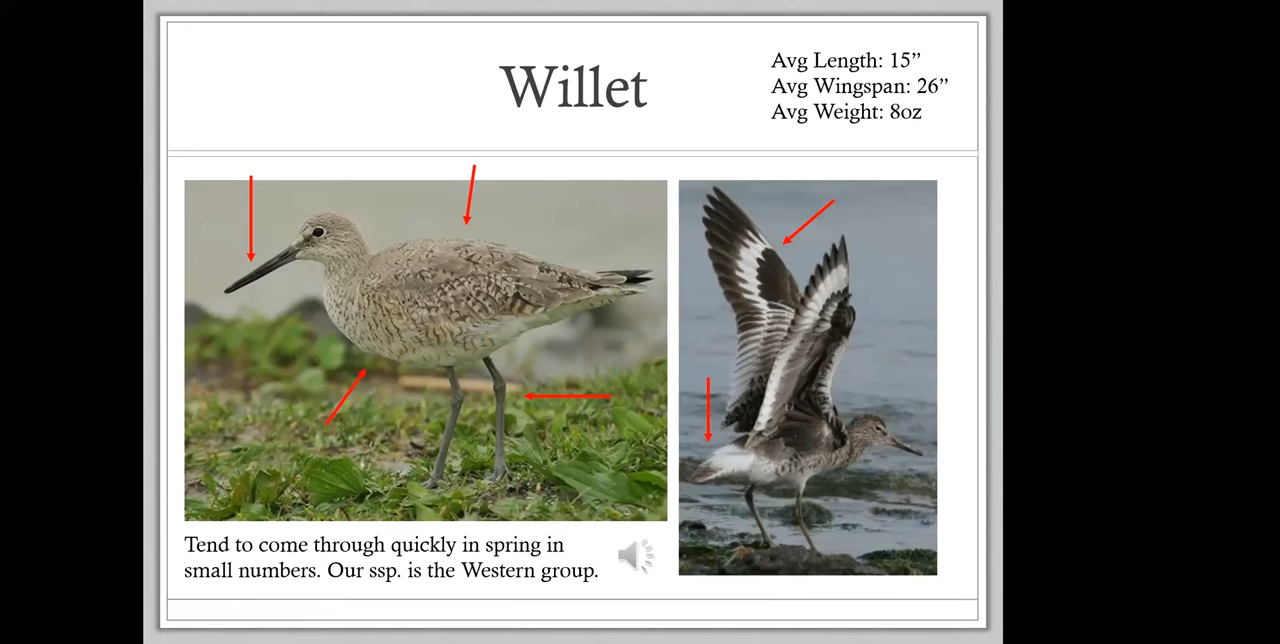 Willet
Avg Length: 15”
Avg Wingspan: 26”
Avg Weight: 8oz
Tend to come through quickly in spring in
small numbers. Our ssp. is the Western group.